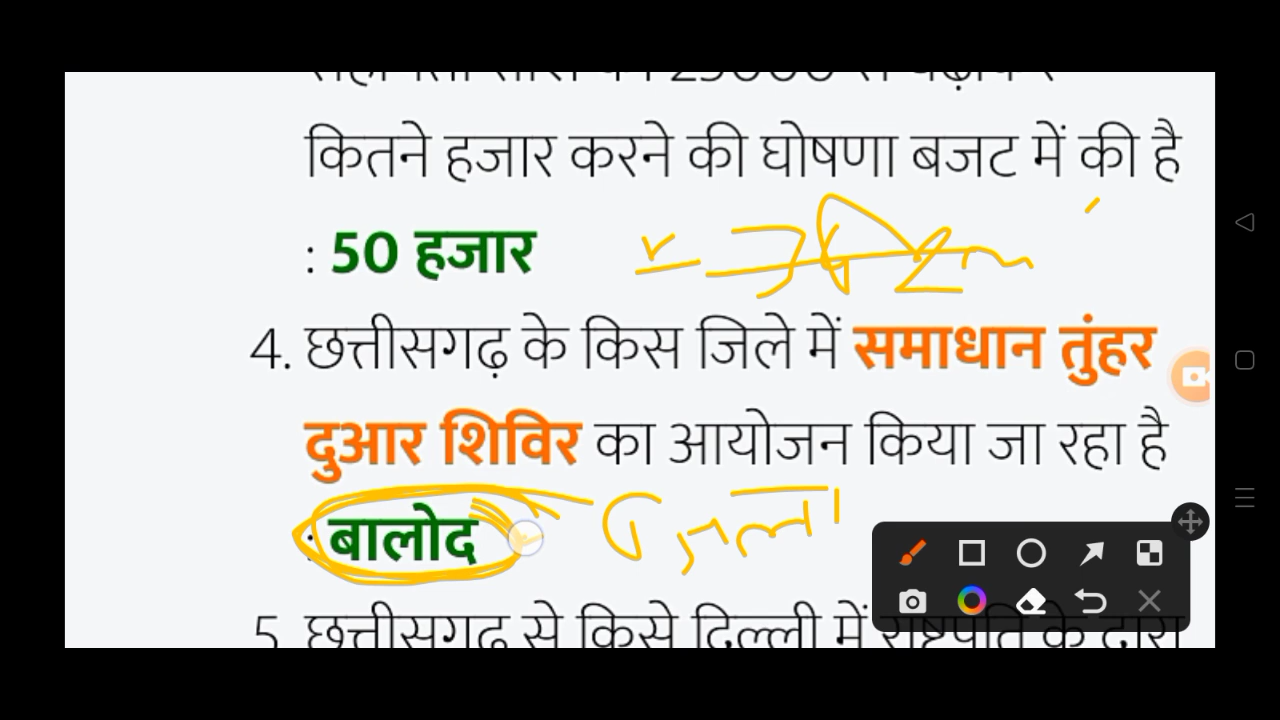 कितने हजार करने की घोषणा बजट में की है
: 50 हजार
4. छत्तीसगढ़ के किस जिले में समाधान तुंहर
दुआर शिविर का आयोजन किया जा रहा है
: बालोद जिला
5. छत्तीसगढ़ से किसे दिल्ली में राष्ट्रपति के द्वारा